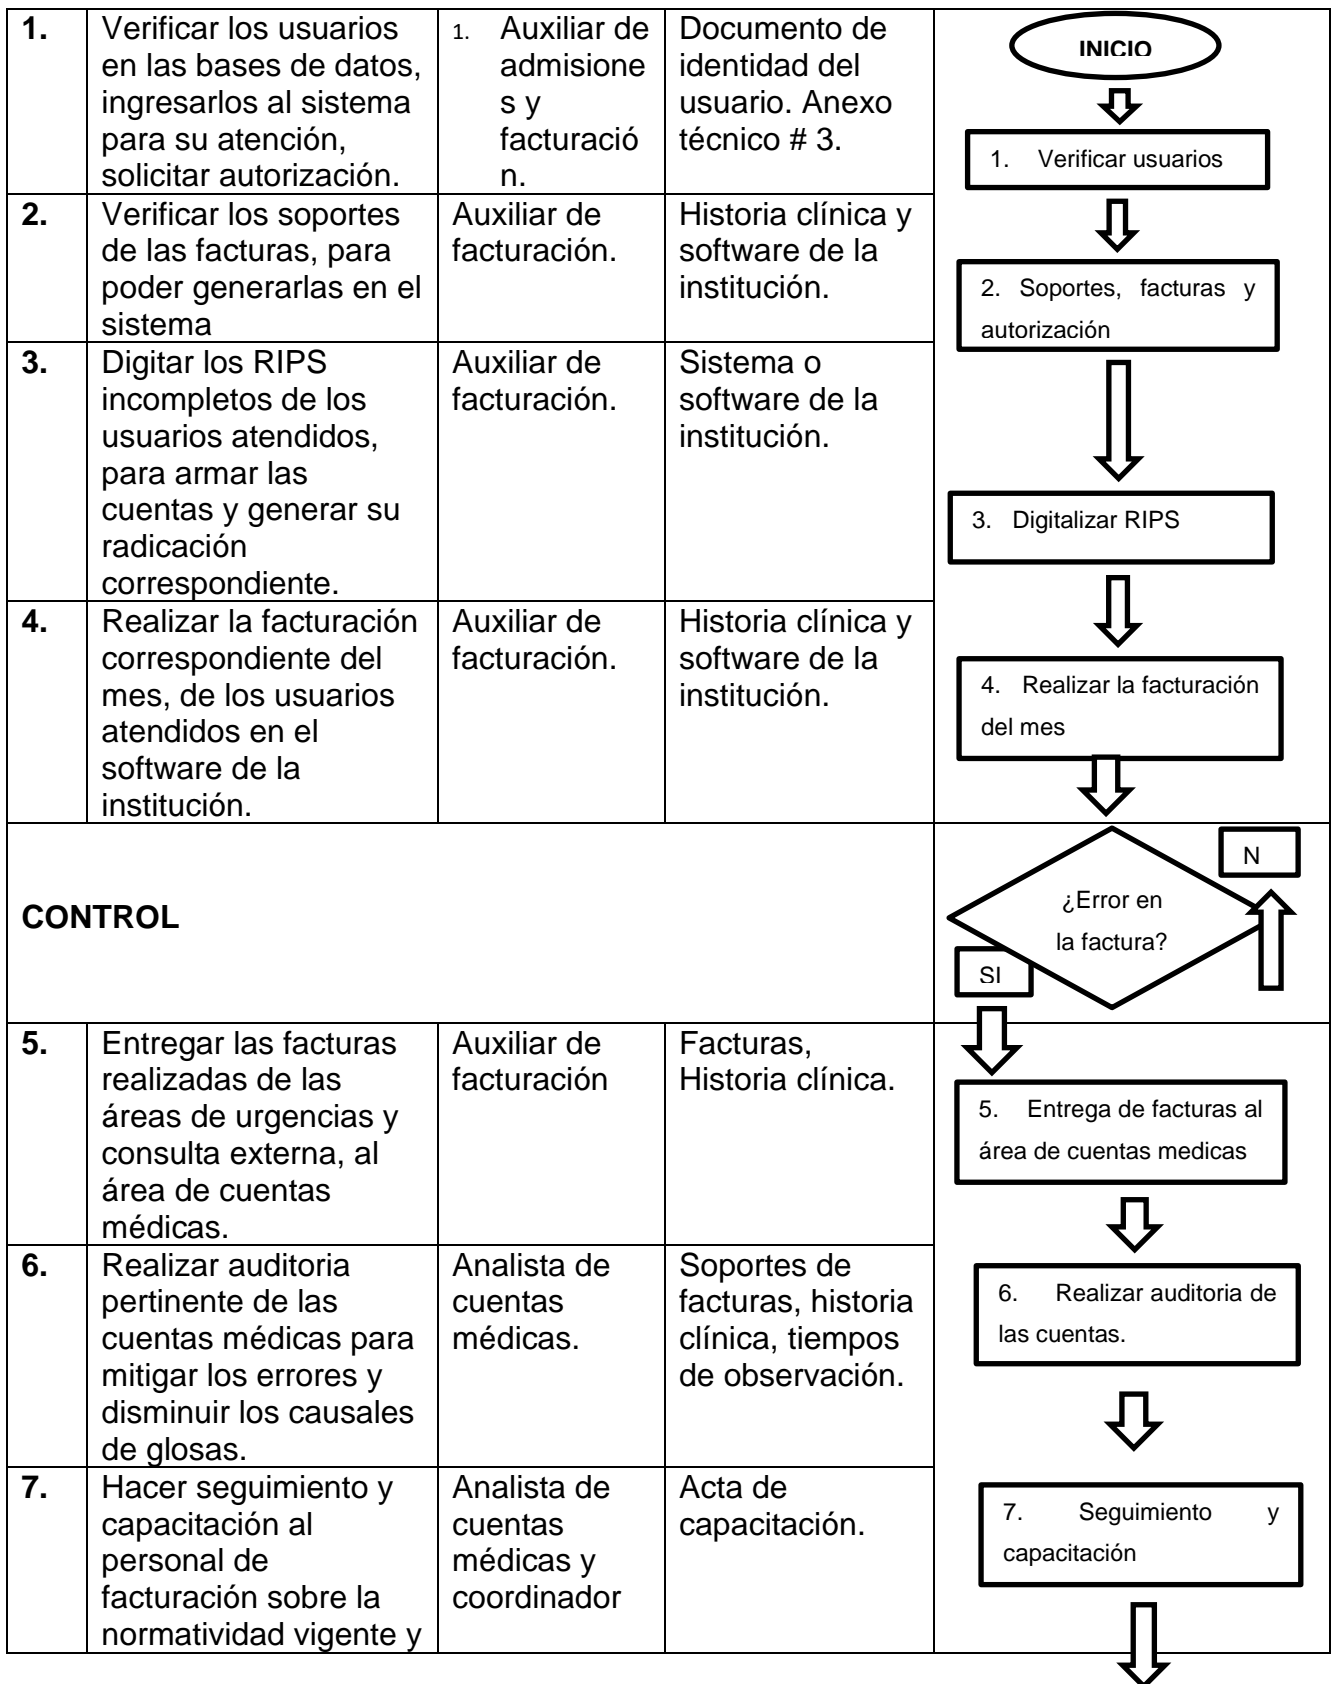 1.
Verificar los usuarios
en las bases de datos,
ingresarlos al sistema
para su atención,
solicitar autorización.
1. Auxiliar de
admisione
s y
facturació
n.
Documento de
identidad del
usuario. Anexo
técnico # 3.
INICIO
1. Verificar usuarios
2.
Verificar los soportes
de las facturas, para
poder generarlas en el
sistema
Auxiliar de
facturación.
Historia clínica y
software de la
institución.
2. Soportes, facturas y
autorización
3.
Digitar los RIPS
incompletos de los
usuarios atendidos,
para armar las
cuentas y generar su
radicación
correspondiente.
Auxiliar de
facturación.
Sistema o
software de la
institución.
3. Digitalizar RIPS
4.
Realizar la facturación
correspondiente del
mes, de los usuarios
atendidos en el
software de la
institución.
Auxiliar de
facturación.
Historia clínica y
software de la
institución.
4. Realizar la facturación
del mes
CONTROL
N
¿Error en
la factura?
SI
5.
Entregar las facturas
realizadas de las
áreas de urgencias y
consulta externa, al
área de cuentas
médicas.
Auxiliar de
facturación
Facturas,
Historia clínica.
5. Entrega de facturas al
área de cuentas medicas
6.
Realizar auditoria
pertinente de las
cuentas médicas para
mitigar los errores y
disminuir los causales
de glosas.
Analista de
cuentas
médicas.
Soportes de
facturas, historia
clínica, tiempos
de observación.
6. Realizar auditoria de
las cuentas.
7.
Hacer seguimiento y
capacitación al
personal de
facturación sobre la
normatividad vigente y
Analista de
cuentas
médicas y
coordinador
Acta de
capacitación.
7. Seguimiento y
capacitación